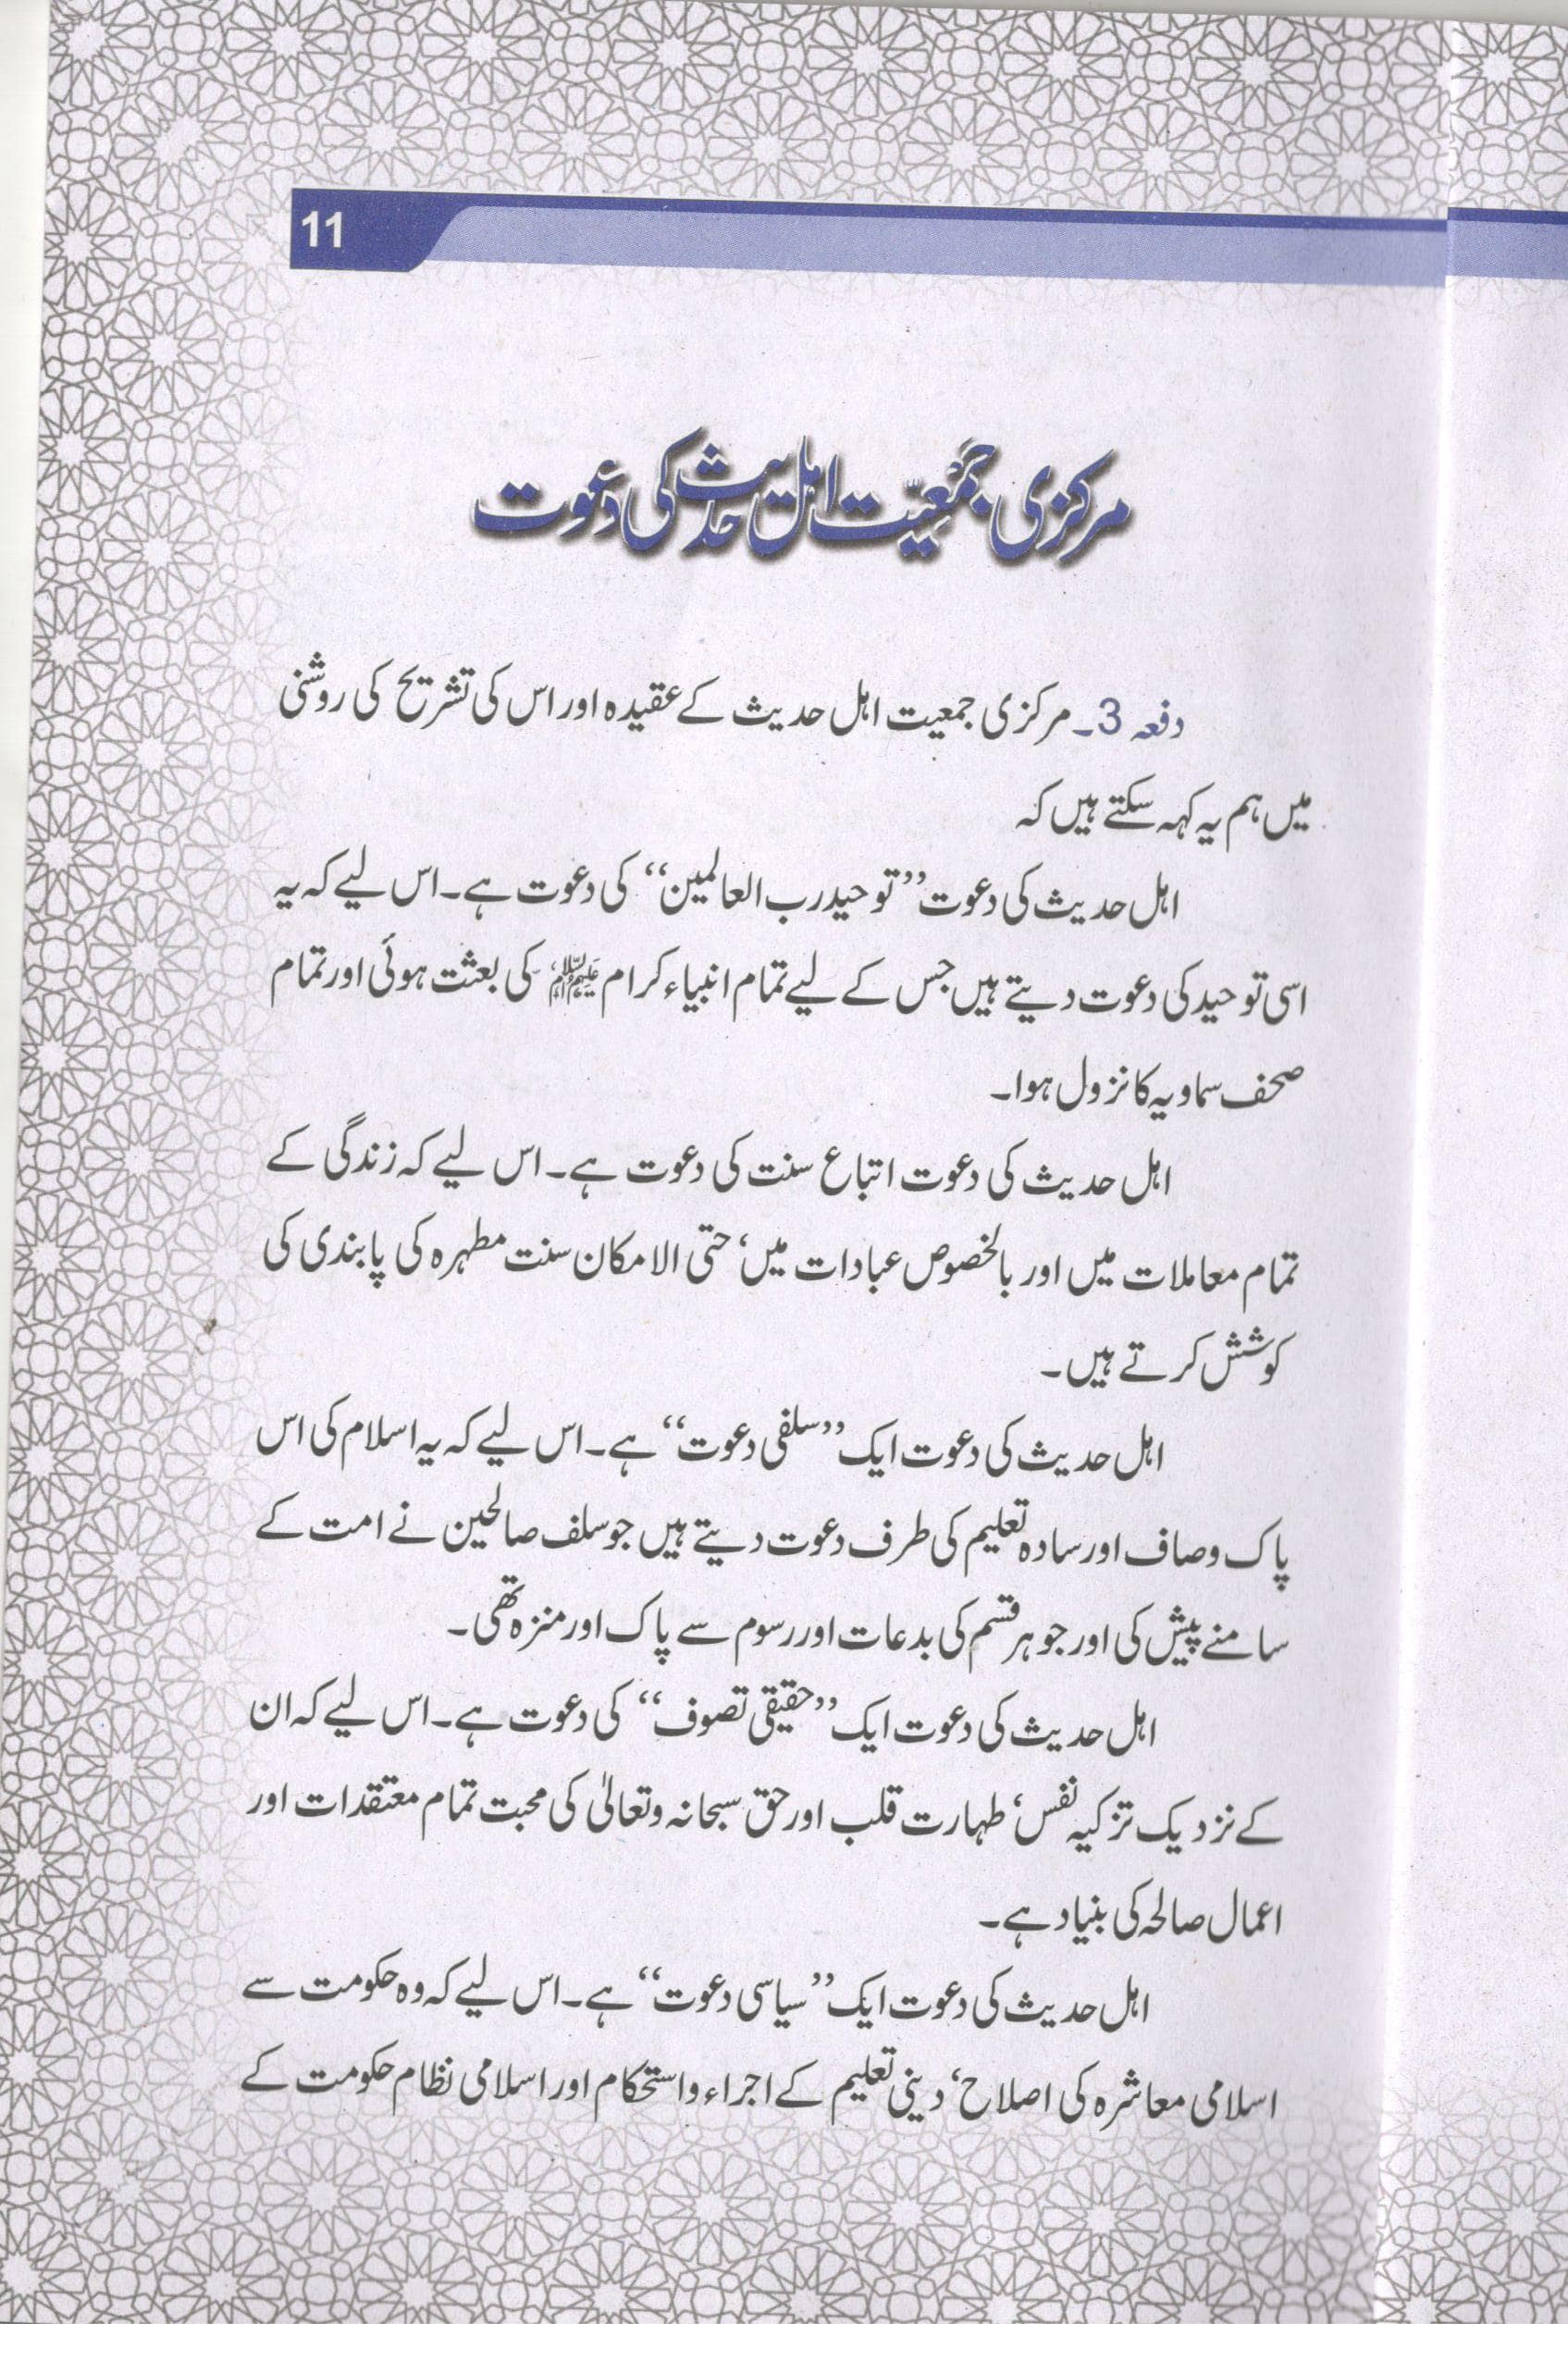 11
مرکزی جمعیّت اہل حدیث کی دعوت
دفعہ 3۔ مرکزی جمعیت اہل حدیث کے عقیدہ اور اس کی تشریح کی روشنی
میں ہم یہ کہہ سکتے ہیں کہ
اہل حدیث کی دعوت ’’توحید رب العالمین‘‘ کی دعوت ہے۔ اس لیے کہ یہ
اسی توحید کی دعوت دیتے ہیں جس کے لیے تمام انبیاء کرام علیہم السلام کی بعثت ہوئی اور تمام
صحف سماویہ کا نزول ہوا۔
اہل حدیث کی دعوت اتباع سنت کی دعوت ہے۔ اس لیے کہ زندگی کے
تمام معاملات میں اور بالخصوص عبادات میں‘ حتی الامکان سنت مطہرہ کی پابندی کی
کوشش کرتے ہیں۔
اہل حدیث کی دعوت ایک ’’سلفی دعوت‘‘ ہے۔ اس لیے کہ یہ اسلام کی اس
پاک وصاف اور سادہ تعلیم کی طرف دعوت دیتے ہیں جو سلف صالحین نے امت کے
سامنے پیش کی اور جو ہر قسم کی بدعات اور رسوم سے پاک اور منزہ تھی۔
اہل حدیث کی دعوت ایک ’’حقیقی تصوف‘‘ کی دعوت ہے۔ اس لیے کہ ان
کے نزدیک تزکیہ نفس‘ طہارت قلب اور حق سبحانہ وتعالیٰ کی محبت تمام معتقدات اور
اعمال صالحہ کی بنیاد ہے۔
اہل حدیث کی دعوت ایک ’’سیاسی دعوت‘‘ ہے۔ اس لیے کہ وہ حکومت سے
اسلامی معاشرہ کی اصلاح‘ دینی تعلیم کے اجراء واستحکام اور اسلامی نظام حکومت کے